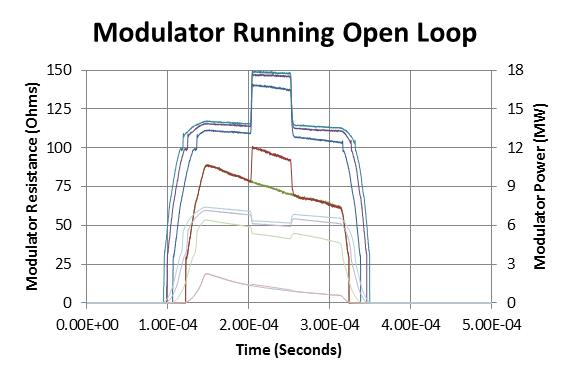 Modulator Running Open Loop
Modulator Resistance (Ohms)
150
125
100
75
50
25
0
18
15
12
9
6
3
0
Modulator Power (MW)
0.00E+00 1.00E-04 2.00E-04 3.00E-04 4.00E-04 5.00E-04
Time (Seconds)